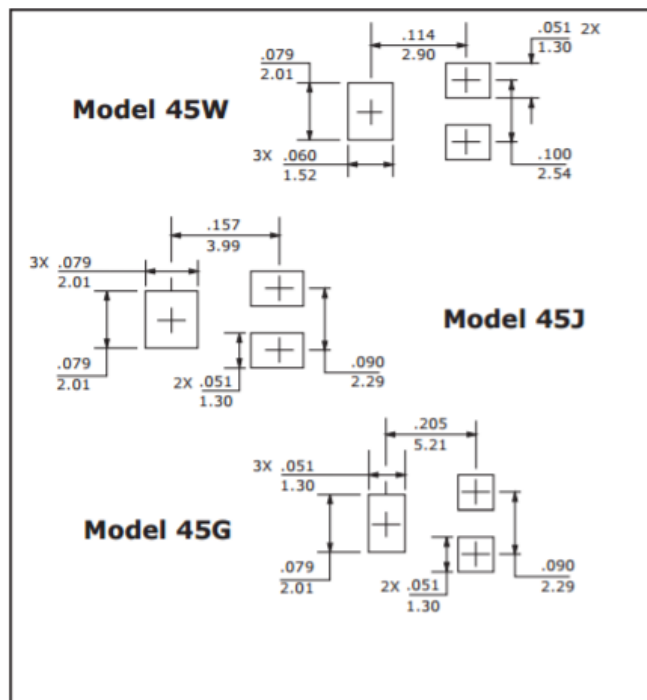 .114
2.90
.051 2X
1.30
.079
2.01
Model 45W
3X .060
1.52
.100
2.54
.157
3.99
3X .079
2.01
Model 45J
.079
2.01
2X .051
1.30
.090
2.29
.205
5.21
3X .051
1.30
Model 45G
.079
2.01
2X .051
1.30
.090
2.29